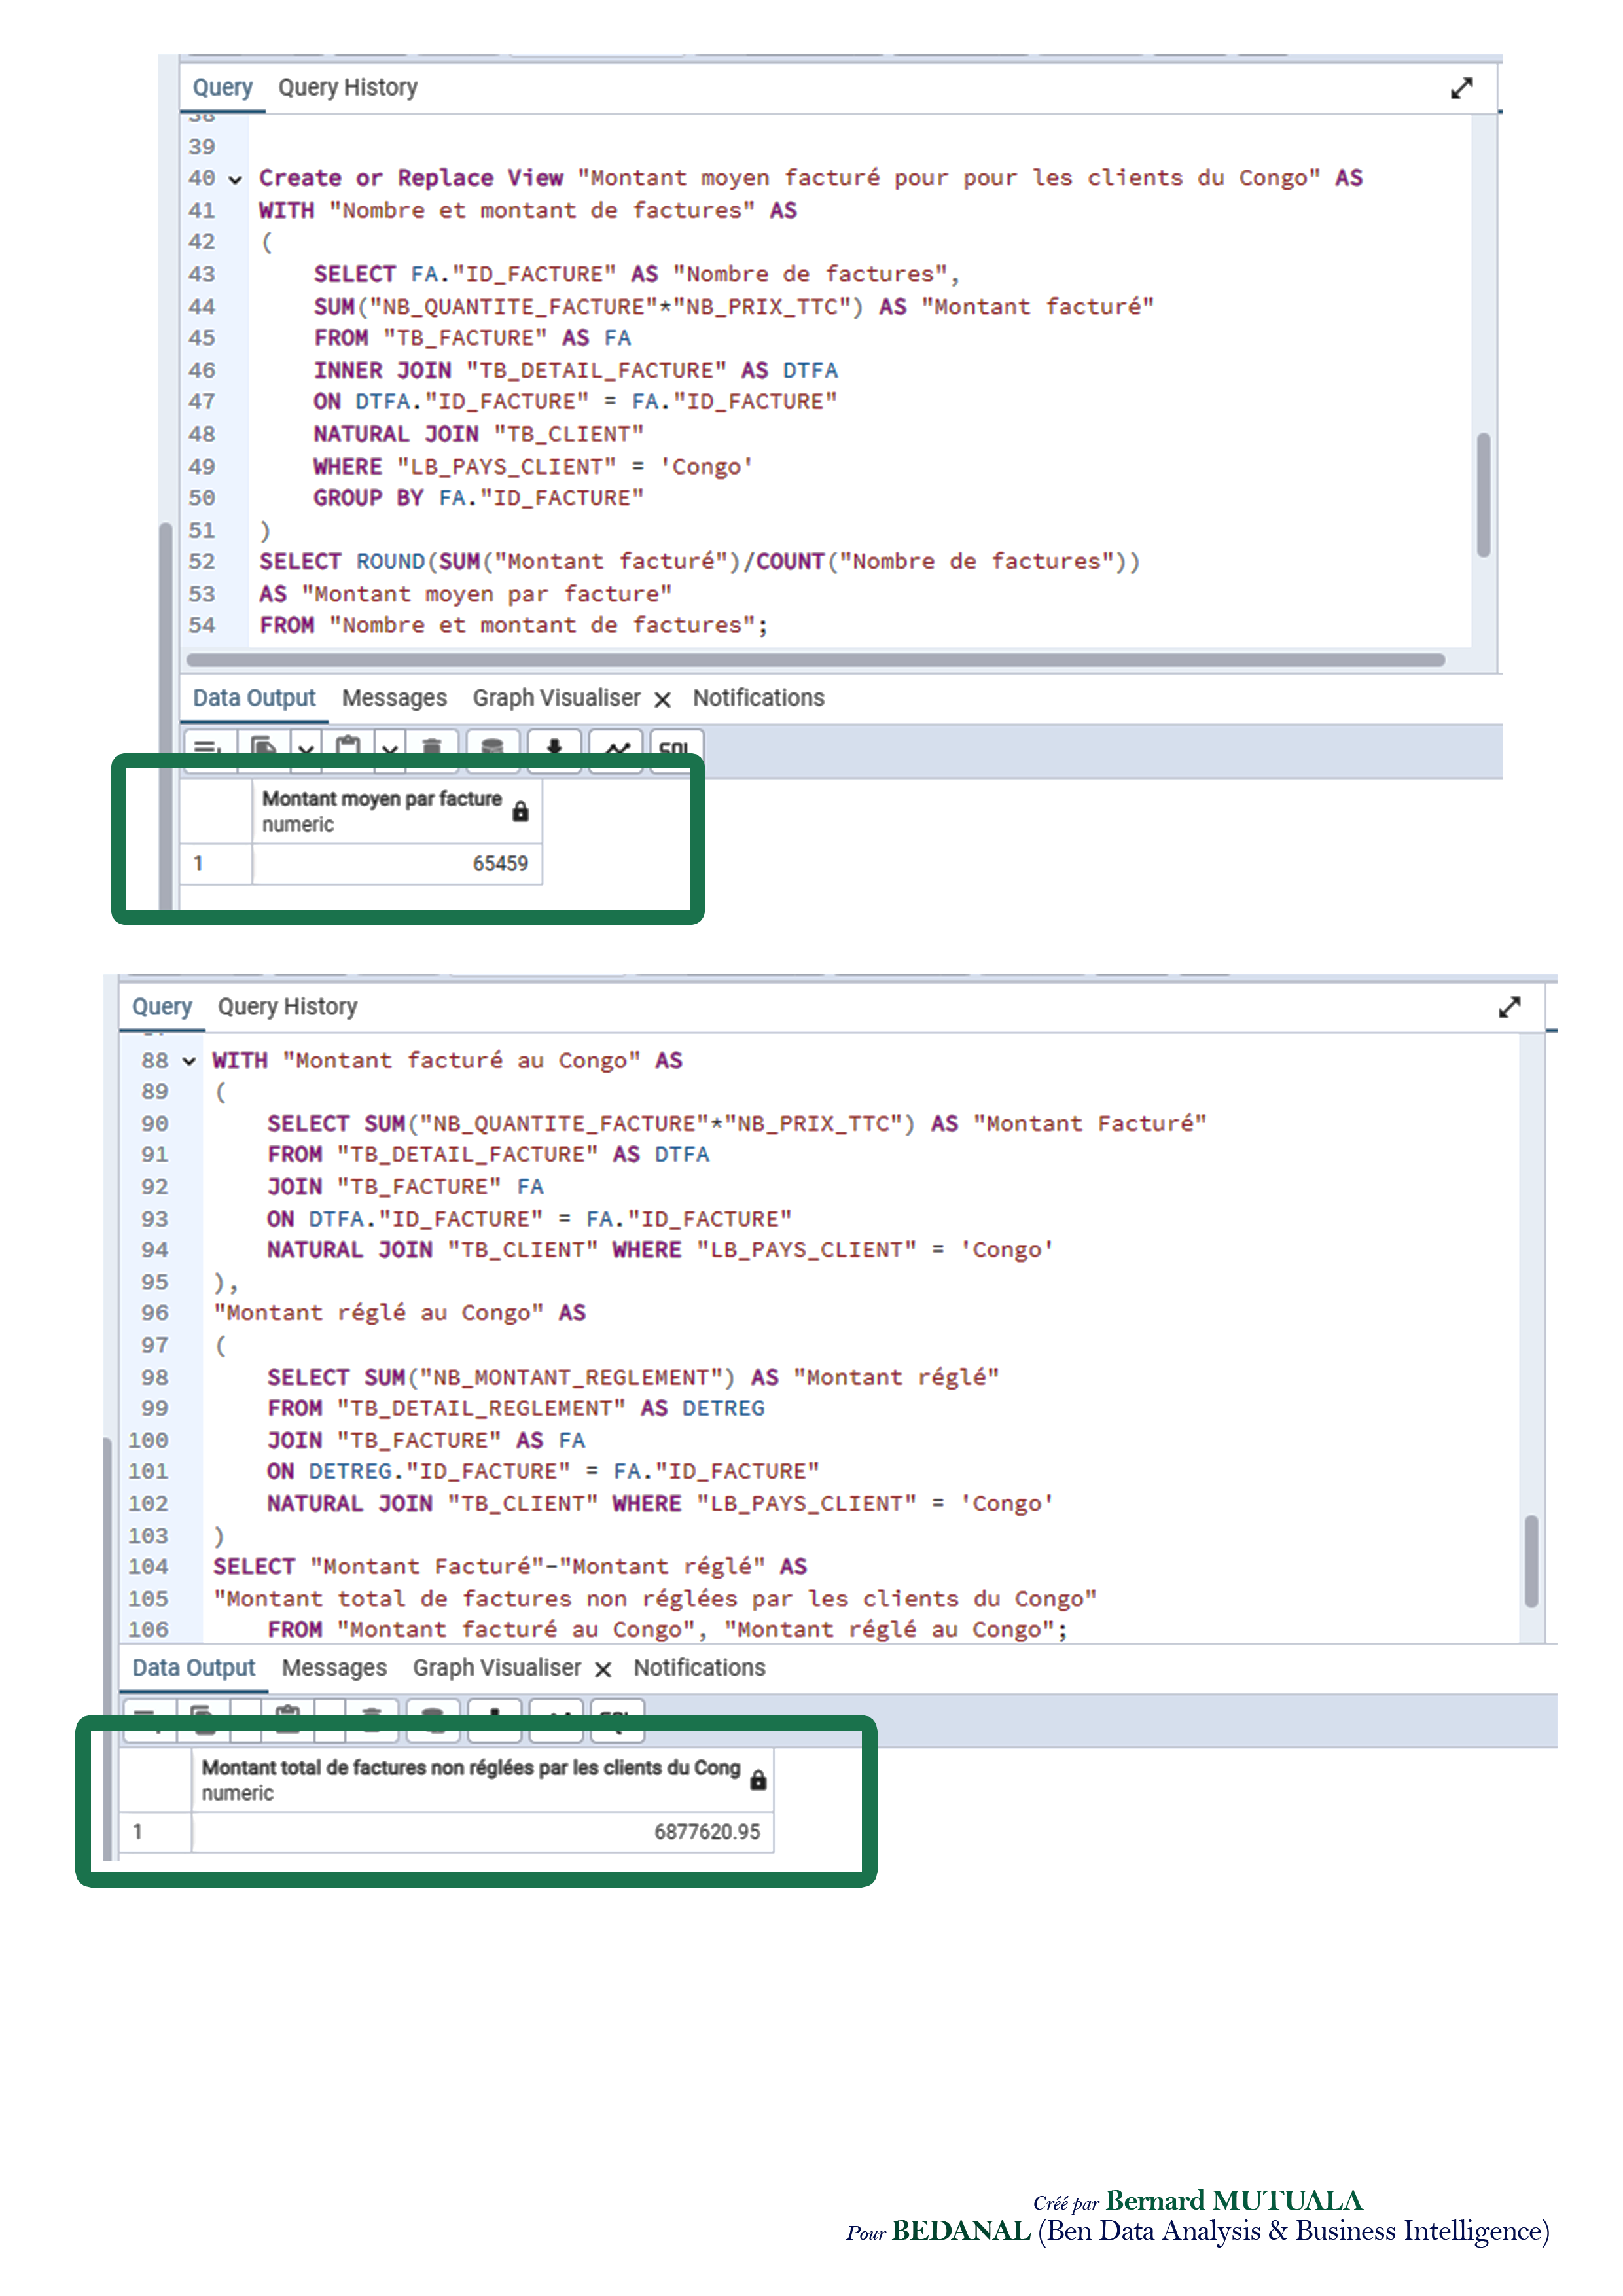 Query Query History
38
39
40 Create or Replace View "Montant moyen facturé pour pour les clients du Congo" AS
41 WITH "Nombre et montant de factures" AS
42 (
43 SELECT FA."ID_FACTURE" AS "Nombre de factures",
44 SUM("NB_QUANTITE_FACTURE"*"NB_PRIX_TTC") AS "Montant facturé"
45 FROM "TB_FACTURE" AS FA
46 INNER JOIN "TB_DETAIL_FACTURE" AS DTFA
47 ON DTFA."ID_FACTURE" = FA."ID_FACTURE"
48 NATURAL JOIN "TB_CLIENT"
49 WHERE "LB_PAYS_CLIENT" = 'Congo'
50 GROUP BY FA."ID_FACTURE"
51 )
52 SELECT ROUND(SUM("Montant facturé")/COUNT("Nombre de factures"))
53 AS "Montant moyen par facture"
54 FROM "Nombre et montant de factures";
Data Output Messages Graph Visualiser X Notifications
SQL
Montant moyen par facture
numeric
1 65459
Query Query History
88 WITH "Montant facturé au Congo" AS
89 (
90 SELECT SUM("NB_QUANTITE_FACTURE"*"NB_PRIX_TTC") AS "Montant Facturé"
91 FROM "TB_DETAIL_FACTURE" AS DTFA
92 JOIN "TB_FACTURE" FA
93 ON DTFA."ID_FACTURE" = FA."ID_FACTURE"
94 NATURAL JOIN "TB_CLIENT" WHERE "LB_PAYS_CLIENT" = 'Congo'
95 ),
96 "Montant réglé au Congo" AS
97 (
98 SELECT SUM("NB_MONTANT_REGLEMENT") AS "Montant réglé"
99 FROM "TB_DETAIL_REGLEMENT" AS DETREG
100 JOIN "TB_FACTURE" AS FA
101 ON DETREG."ID_FACTURE" = FA."ID_FACTURE"
102 NATURAL JOIN "TB_CLIENT" WHERE "LB_PAYS_CLIENT" = 'Congo'
103 )
104 SELECT "Montant Facturé"-"Montant réglé" AS
105 "Montant total de factures non réglées par les clients du Congo"
106 FROM "Montant facturé au Congo", "Montant réglé au Congo";
Data Output Messages Graph Visualiser X Notifications
Montant total de factures non réglées par les clients du Cong
numeric
1 6877620.95
Créé par Bernard MUTUALA
Pour BEDANAL (Ben Data Analysis & Business Intelligence)